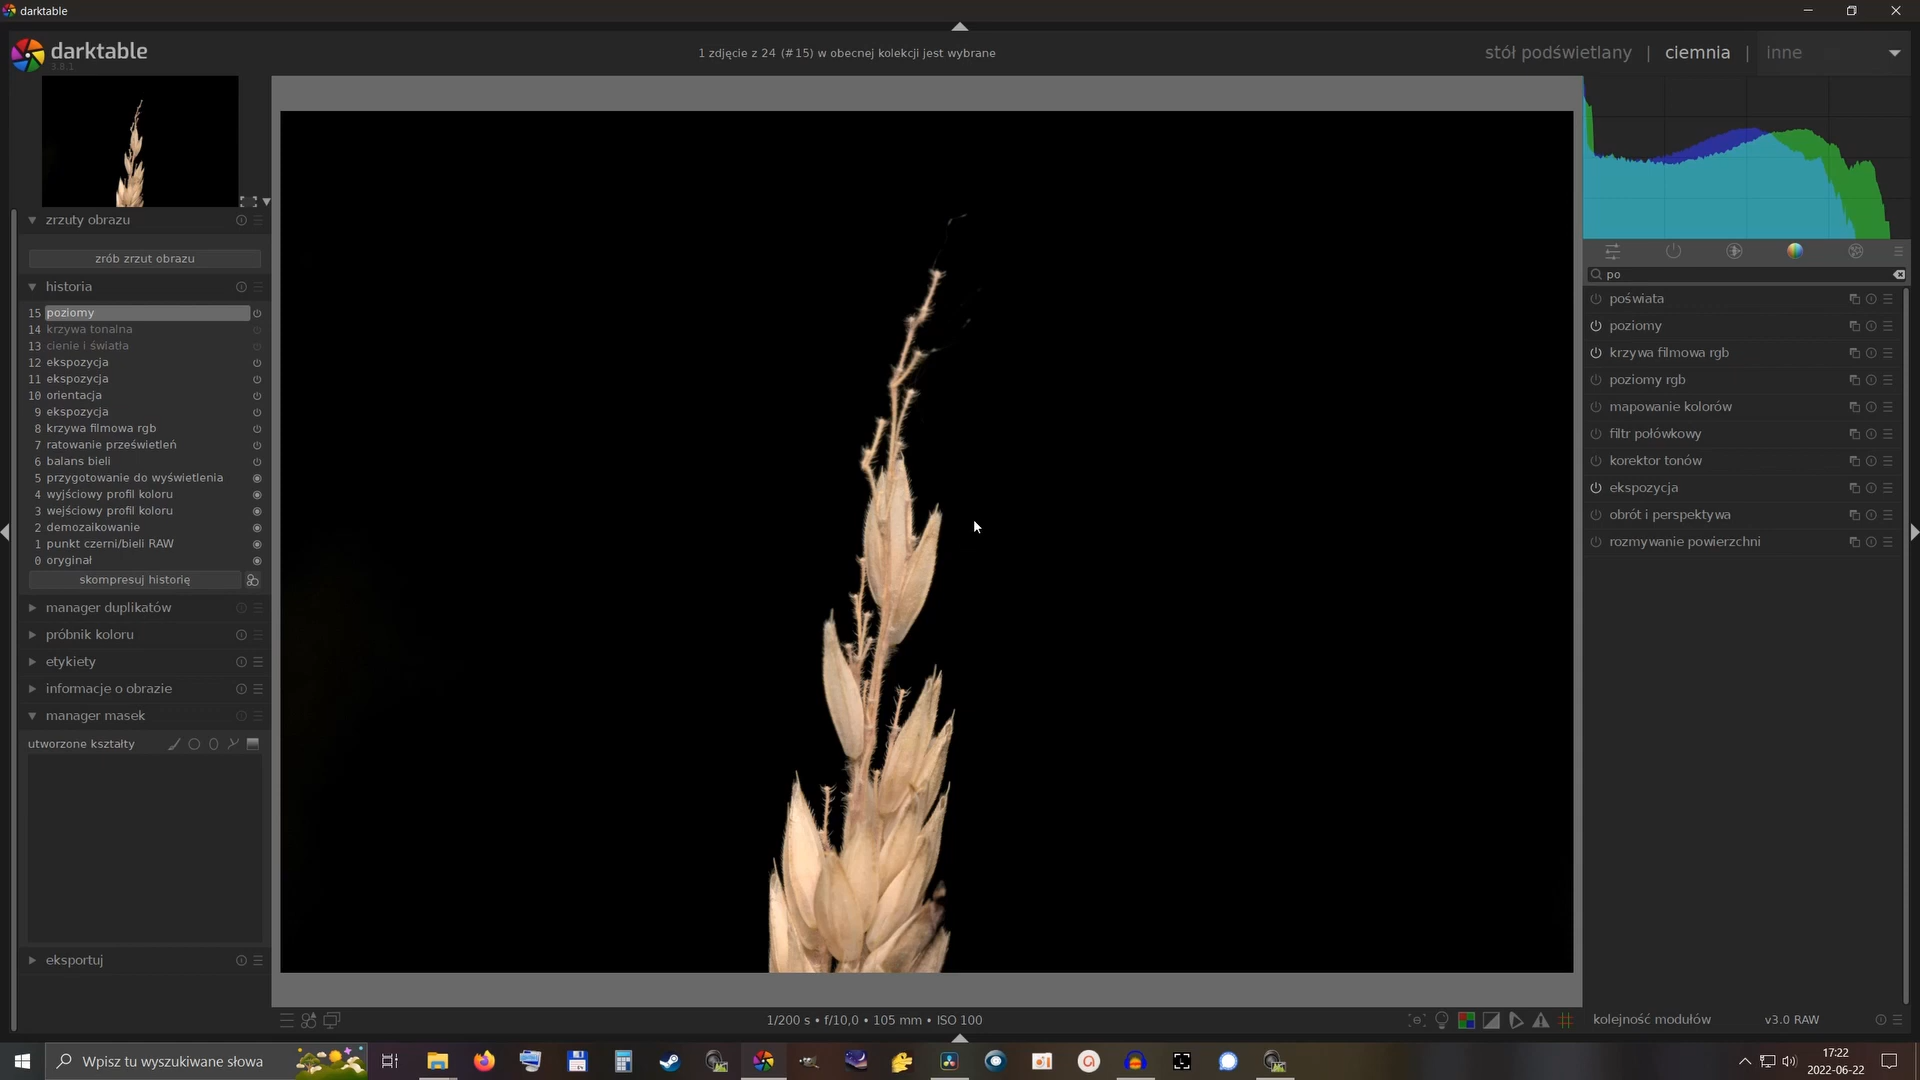 darktable
darktable
3.8.1
1 zdjęcie z 24 (#15) w obecnej kolekcji jest wybrane
stół podświetlany | ciemnia | inne
zrzuty obrazu
zrób zrzut obrazu
historia
15 poziomy
14 krzywa tonalna
13 cienie i światła
12 ekspozycja
11 ekspozycja
10 orientacja
9 ekspozycja
8 krzywa filmowa rgb
7 ratowanie prześwietleń
6 balans bieli
5 przygotowanie do wyświetlenia
4 wyjściowy profil koloru
3 wejściowy profil koloru
2 demozaikowanie
1 punkt czerni/bieli RAW
0 oryginał
skompresuj historię
manager duplikatów
próbnik koloru
etykiety
informacje o obrazie
manager masek
utworzone kształty
eksportuj
po
poświata
poziomy
krzywa filmowa rgb
poziomy rgb
mapowanie kolorów
filtr połówkowy
korektor tonów
ekspozycja
obrót i perspektywa
rozmywanie powierzchni
1/200 s • f/10,0 • 105 mm • ISO 100
kolejność modułów
v3.0 RAW
Wpisz tu wyszukiwane słowa
17:22
2022-06-22